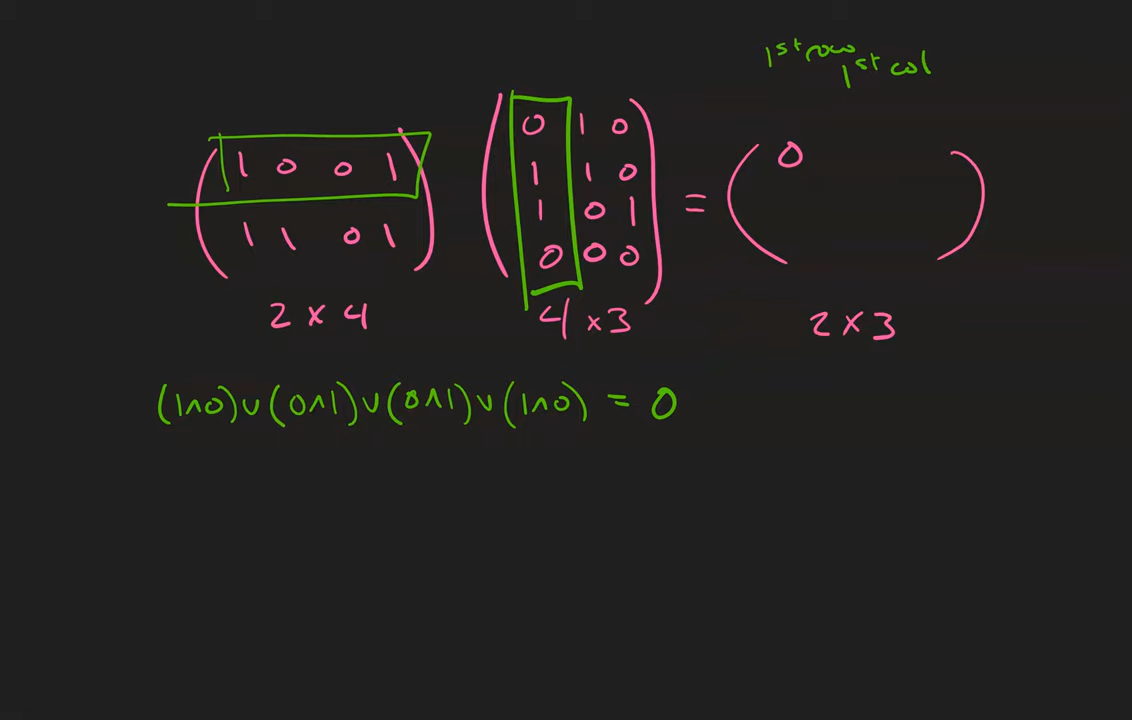 1st row
1st col
( 1 0 0 1 )
( 1 1 0 1 )
2 x 4
( 0 1 0 )
( 1 1 0 )
( 1 0 1 )
( 0 0 0 )
4 x 3
= ( 0 )
2 x 3
(1∧0)∨(0∧1)∨(0∧1)∨(1∧0) = 0